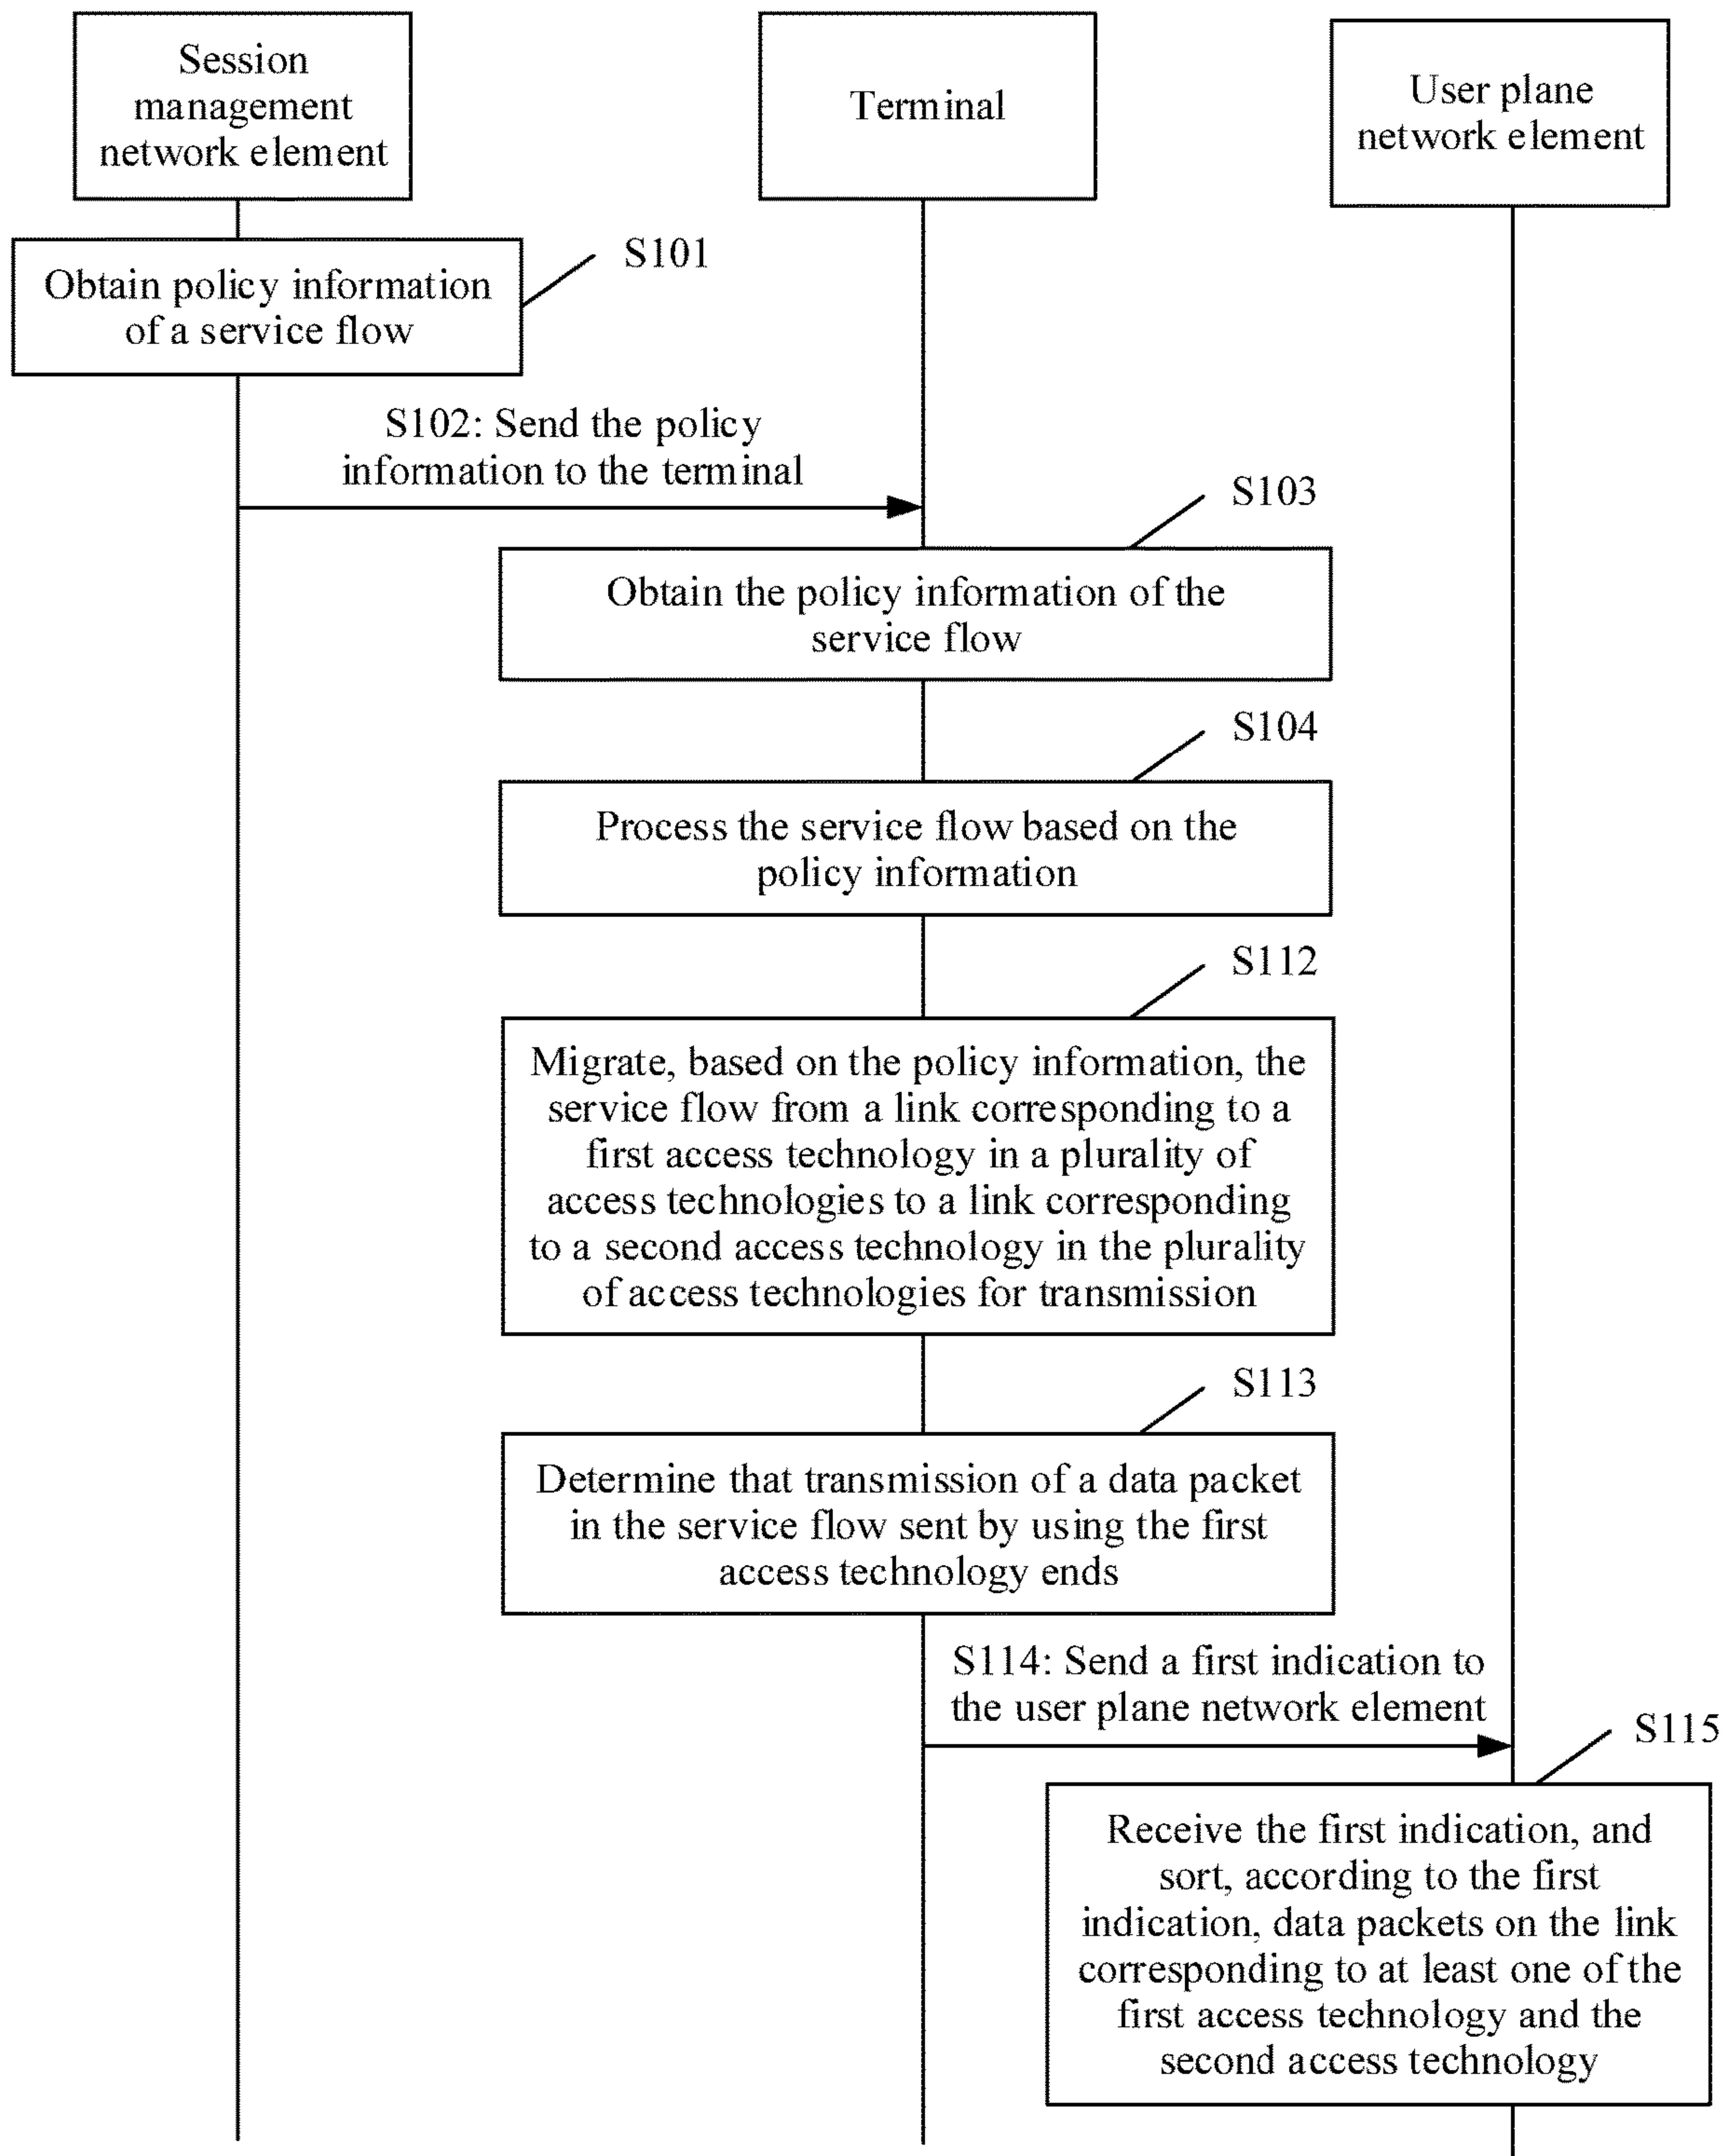 Session
management
network element
Terminal
User plane
network element
S101
Obtain policy information
of a service flow
S102: Send the policy
information to the terminal
S103
Obtain the policy information of the
service flow
S104
Process the service flow based on the
policy information
S112
Migrate, based on the policy information, the
service flow from a link corresponding to a
first access technology in a plurality of
access technologies to a link corresponding
to a second access technology in the plurality
of access technologies for transmission
S113
Determine that transmission of a data packet
in the service flow sent by using the first
access technology ends
S114: Send a first indication to
the user plane network element
S115
Receive the first indication, and
sort, according to the first
indication, data packets on the link
corresponding to at least one of the
first access technology and the
second access technology